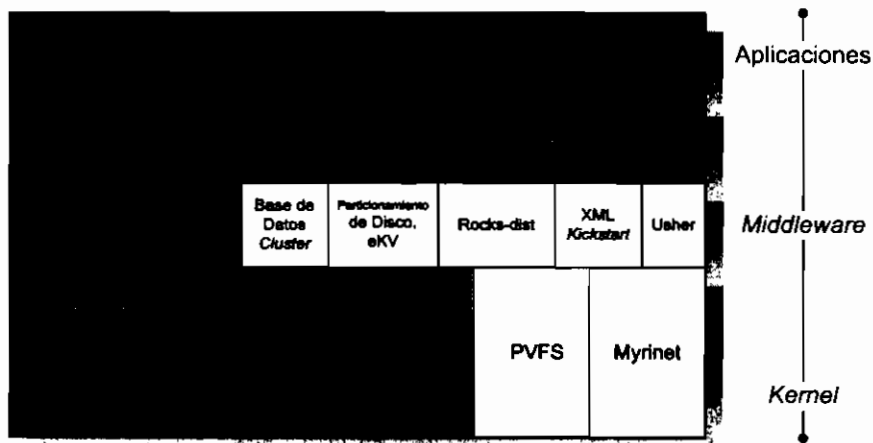 Aplicaciones
Base de
Datos
Cluster
Particionamiento
de Disco,
eKV
Rocks-dist
XML
Kickstart
Usher
Middleware
PVFS
Myrinet
Kernel